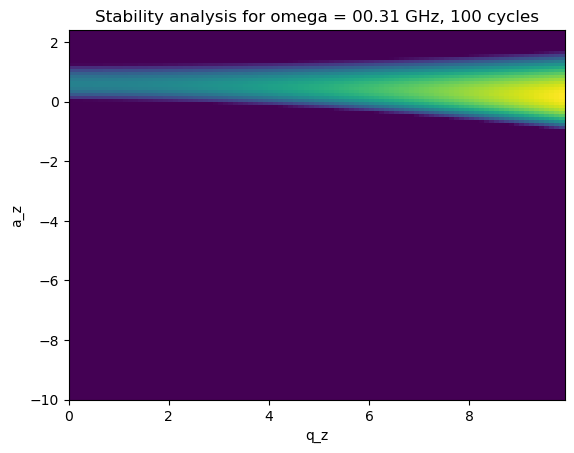 Stability analysis for omega = 00.31 GHz, 100 cycles
2
0
−2
−4
−6
−8
−10
a_z
0 2 4 6 8
q_z